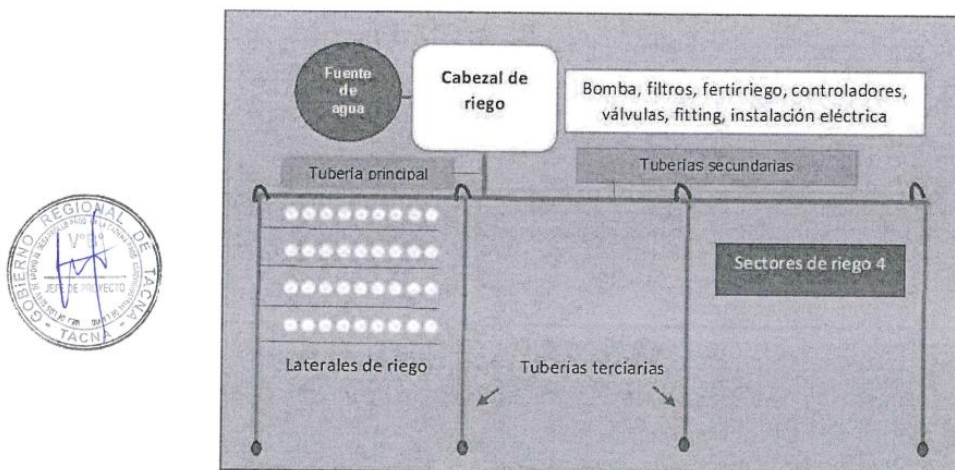 Fuente
de
agua
Cabezal de
riego
Bomba, filtros, fertirriego, controladores,
válvulas, fitting, instalación eléctrica
Tubería principal
Tuberías secundarias
Sectores de riego 4
Laterales de riego
Tuberías terciarias
GOBIERNO REGIONAL DE TACNA
V°B°
JEFE DE PROYECTO
TACNA